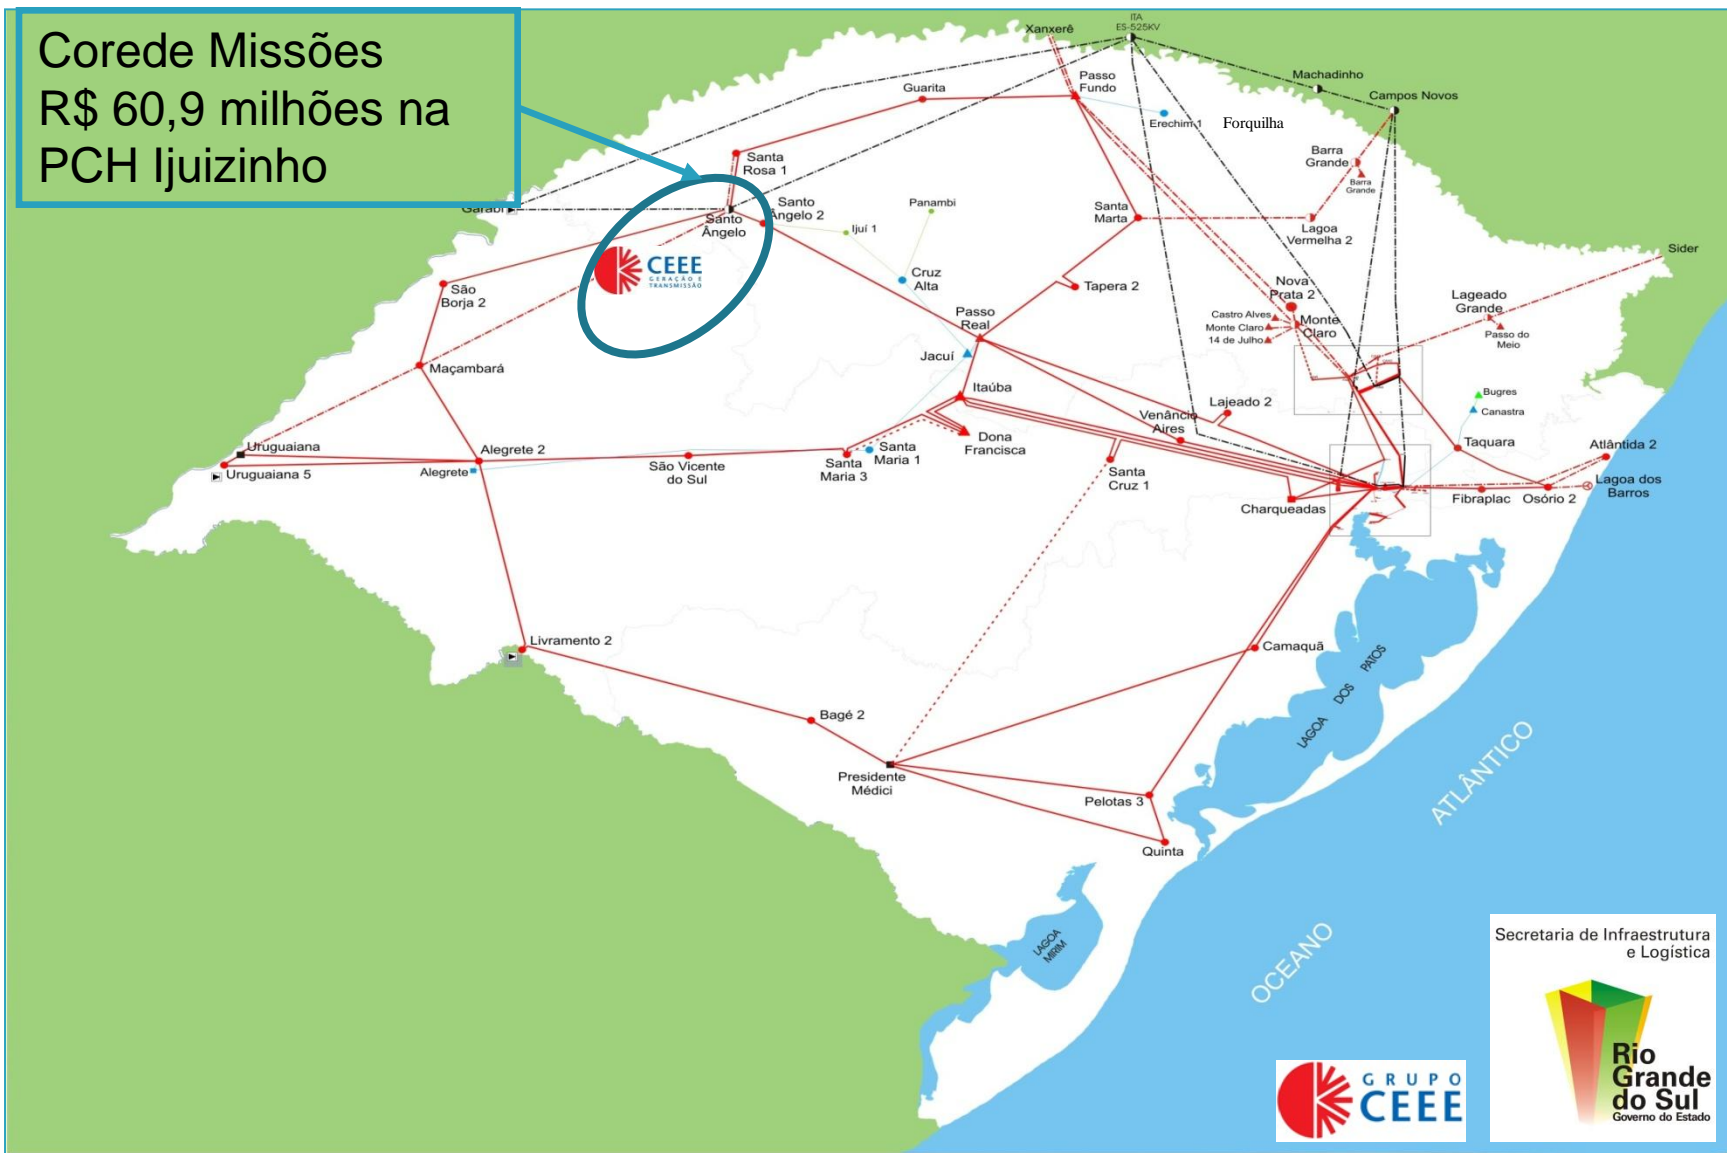 Corede Missões
R$ 60,9 milhões na
PCH Ijuizinho
ITA
ES-525KV
Xanxerê
Machadinho
Campos Novos
Passo
Fundo
Guarita
Erechim 1
Forquilha
Barra
Grande
Barra
Grande
Santa
Rosa 1
Garabi
Santo
Ângelo
Santo
Ângelo 2
Panambi
Ijuí 1
Santa
Marta
Lagoa
Vermelha 2
Sider
CEEE
GERAÇÃO E
TRANSMISSÃO
Cruz
Alta
São
Borja 2
Tapera 2
Nova
Prata 2
Lageado
Grande
Castro Alves
Monte Claro
14 de Julho
Monte
Claro
Passo do
Meio
Passo
Real
Jacuí
Maçambará
Itaúba
Lajeado 2
Bugres
Canastra
Venâncio
Aires
Dona
Francisca
Uruguaiana
Alegrete 2
Taquara
Atlântida 2
Uruguaiana 5
Alegrete
São Vicente
do Sul
Santa
Maria 3
Santa
Maria 1
Santa
Cruz 1
Charqueadas
Fibraplac
Osório 2
Lagoa dos
Barros
Livramento 2
Camaquã
LAGOA DOS PATOS
Bagé 2
Presidente
Médici
Pelotas 3
Quinta
LAGOA
MIRIM
OCEANO ATLÂNTICO
GRUPO
CEEE
Secretaria de Infraestrutura
e Logística
Rio
Grande
do Sul
Governo do Estado